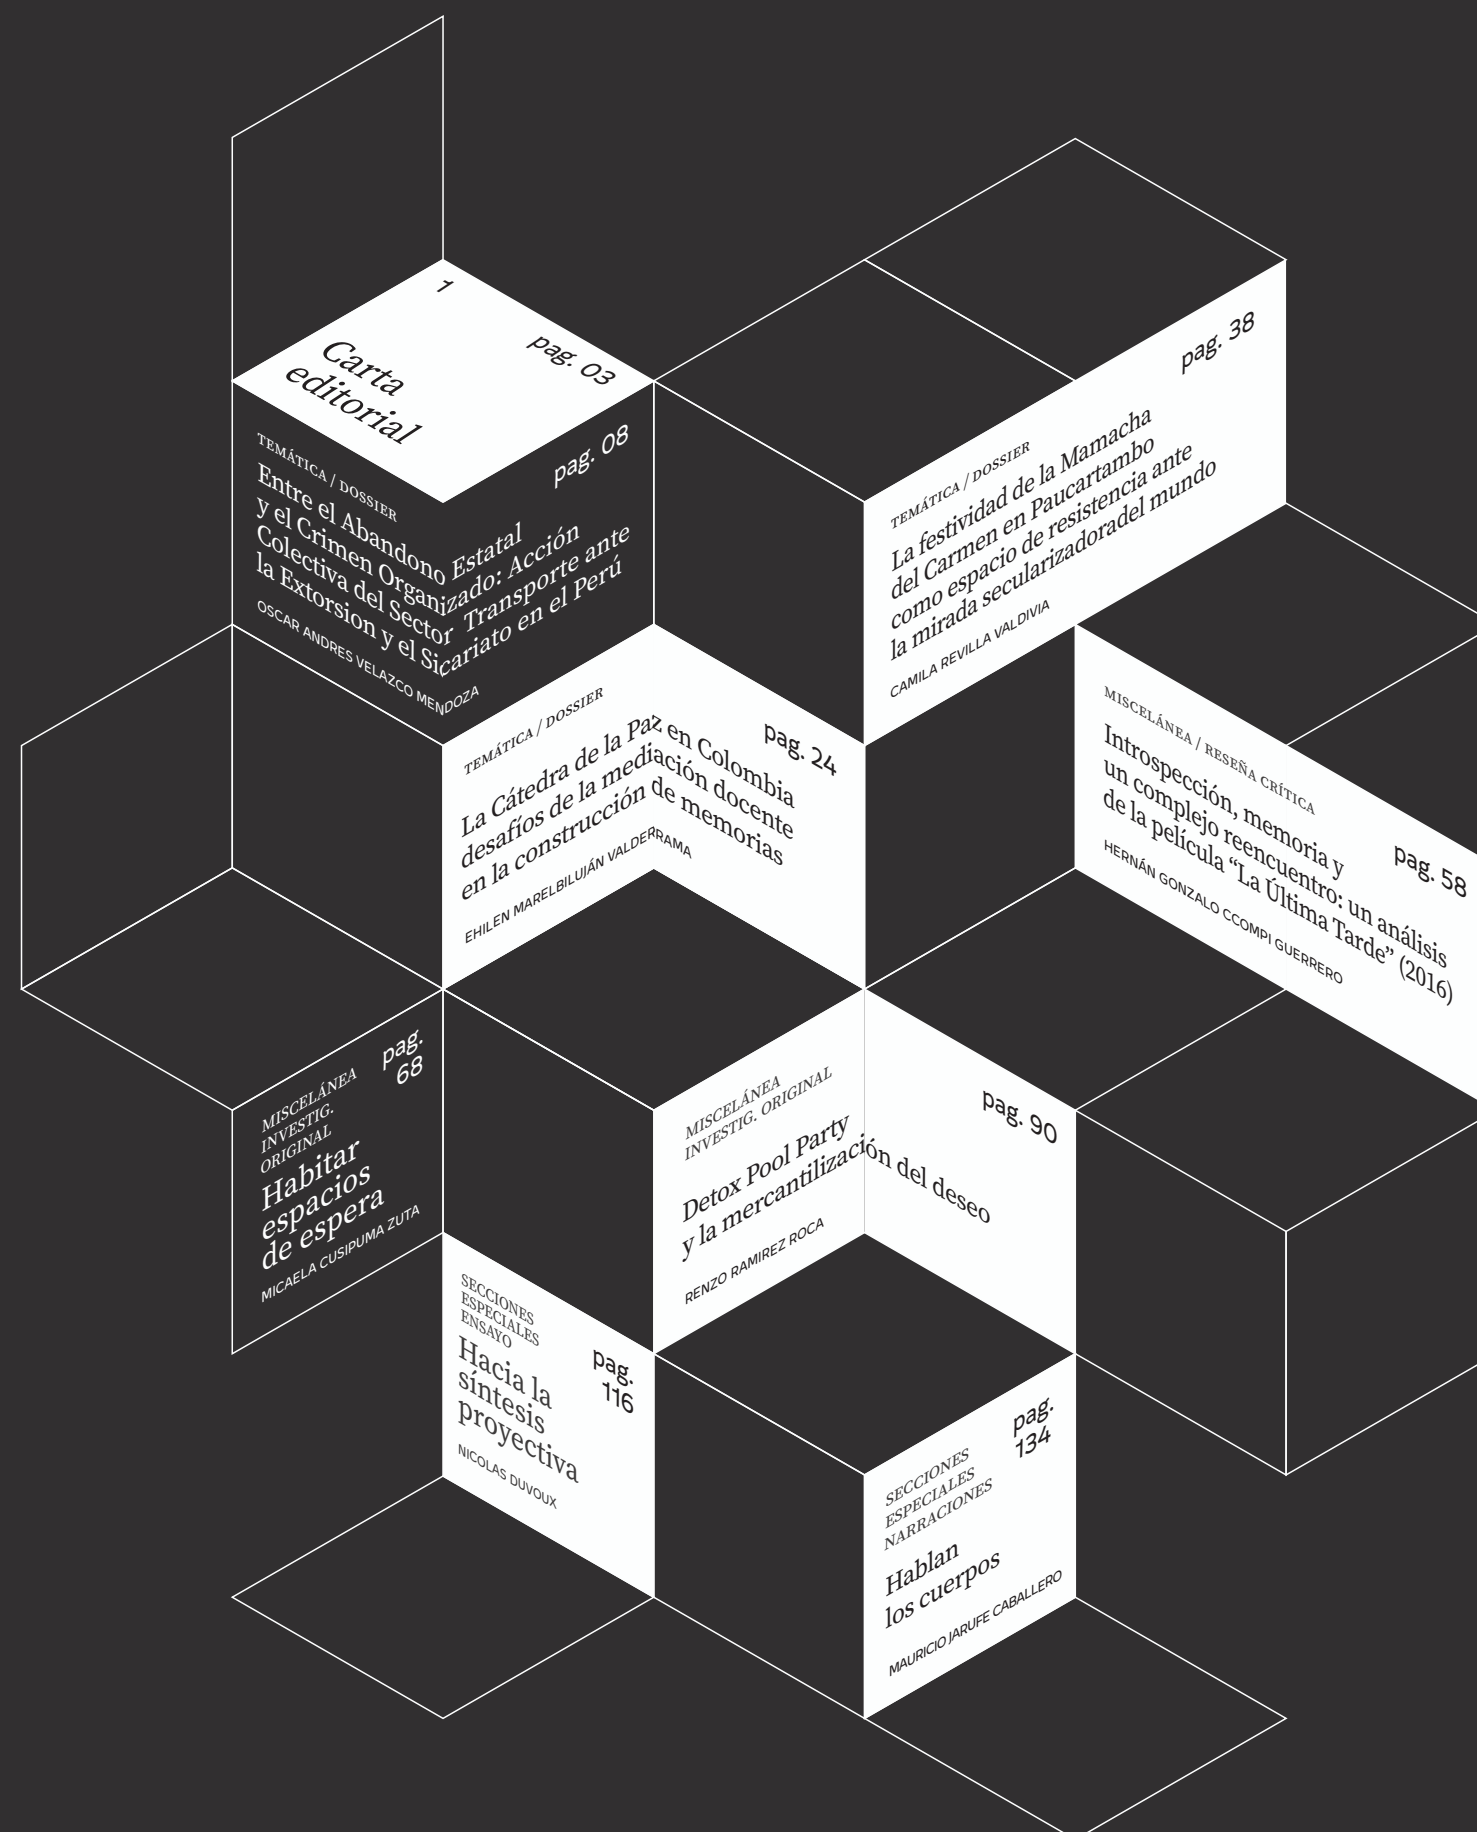 1
pag. 03
Carta
editorial
pag. 08
TEMÁTICA / DOSSIER
Entre el Abandono Estatal
y el Crimen Organizado: Acción
Colectiva del Sector Transporte ante
la Extorsion y el Sicariato en el Perú
OSCAR ANDRES VELAZCO MENDOZA
TEMÁTICA / DOSSIER
pag. 24
La Cátedra de la Paz en Colombia
desafíos de la mediación docente
en la construcción de memorias
EHILEN MARELBILUJÁN VALDERRAMA
pag. 38
TEMÁTICA / DOSSIER
La festividad de la Mamacha
del Carmen en Paucartambo
como espacio de resistencia ante
la mirada secularizadoradel mundo
CAMILA REVILLA VALDIVIA
MISCELÁNEA / RESEÑA CRÍTICA
pag. 58
Introspección, memoria y
un complejo reencuentro: un análisis
de la película “La Última Tarde” (2016)
HERNÁN GONZALO CCOMPI GUERRERO
pag.
68
MISCELÁNEA
INVESTIG.
ORIGINAL
Habitar
espacios
de espera
MICAELA CUSIPUMA ZUTA
MISCELÁNEA
INVESTIG. ORIGINAL
pag. 90
Detox Pool Party
y la mercantilización del deseo
RENZO RAMIREZ ROCA
SECCIONES
ESPECIALES
ENSAYO
pag.
116
Hacia la
síntesis
proyectiva
NICOLAS DUVOUX
pag.
134
SECCIONES
ESPECIALES
NARRACIONES
Hablan
los cuerpos
MAURICIO JARUFE CABALLERO